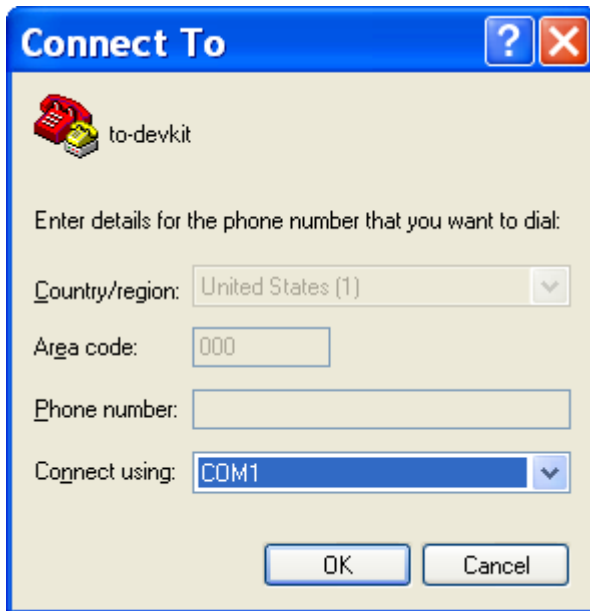 Connect To
to-devkit
Enter details for the phone number that you want to dial:
Country/region: United States (1)
Area code: 000
Phone number:
Connect using: COM1
OK Cancel